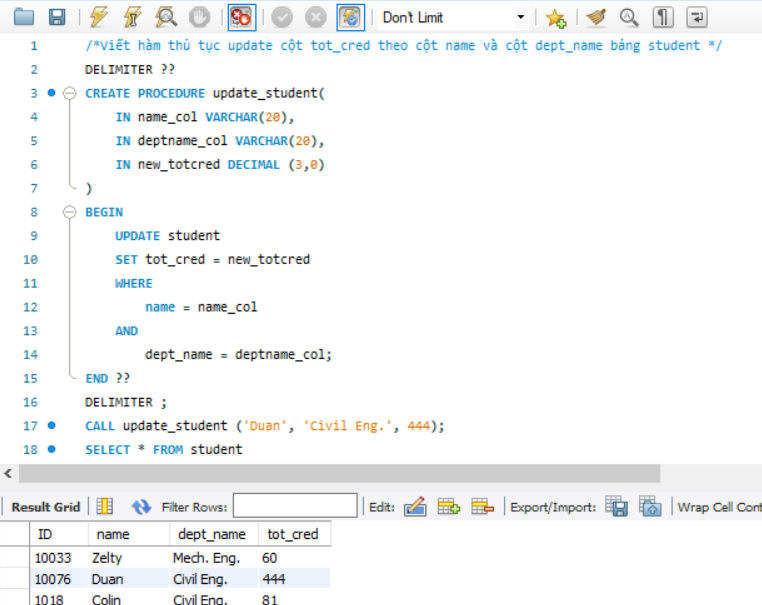 Don't Limit
1 /*Viết hàm thủ tục update cột tot_cred theo cột name và cột dept_name bảng student */
2 DELIMITER ??
3 CREATE PROCEDURE update_student(
4 IN name_col VARCHAR(20),
5 IN deptname_col VARCHAR(20),
6 IN new_totcred DECIMAL (3,0)
7 )
8 BEGIN
9 UPDATE student
10 SET tot_cred = new_totcred
11 WHERE
12 name = name_col
13 AND
14 dept_name = deptname_col;
15 END ??
16 DELIMITER ;
17 CALL update_student ('Duan', 'Civil Eng.', 444);
18 SELECT * FROM student
Result Grid Filter Rows: Edit: Export/Import: Wrap Cell Cont
ID name dept_name tot_cred
10033 Zelty Mech. Eng. 60
10076 Duan Civil Eng. 444
1018 Colin Civil Eng. 81